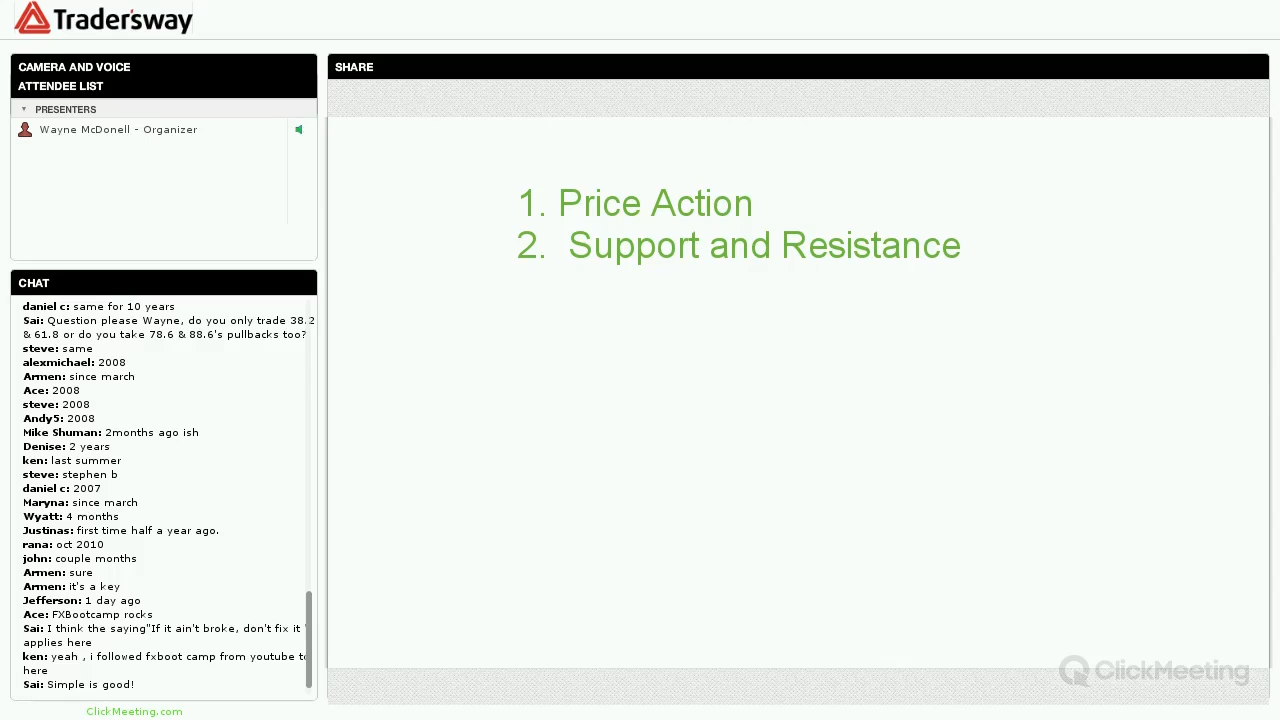 Trader'sway
CAMERA AND VOICE
ATTENDEE LIST
PRESENTERS
Wayne McDonell - Organizer
CHAT
daniel c: same for 10 years
Sai: Question please Wayne, do you only trade 38.2
& 61.8 or do you take 78.6 & 88.6's pullbacks too?
steve: same
alexmichael: 2008
Armen: since march
Ace: 2008
steve: 2008
Andy5: 2008
Mike Shuman: 2months ago ish
Denise: 2 years
ken: last summer
steve: stephen b
daniel c: 2007
Maryna: since march
Wyatt: 4 months
Justinas: first time half a year ago.
rana: oct 2010
john: couple months
Armen: sure
Armen: it's a key
Jefferson: 1 day ago
Ace: FXBootcamp rocks
Sai: I think the saying"If it ain't broke, don't fix it "
applies here
ken: yeah , i followed fxboot camp from youtube to
here
Sai: Simple is good!
ClickMeeting.com
SHARE
1. Price Action
2. Support and Resistance
ClickMeeting